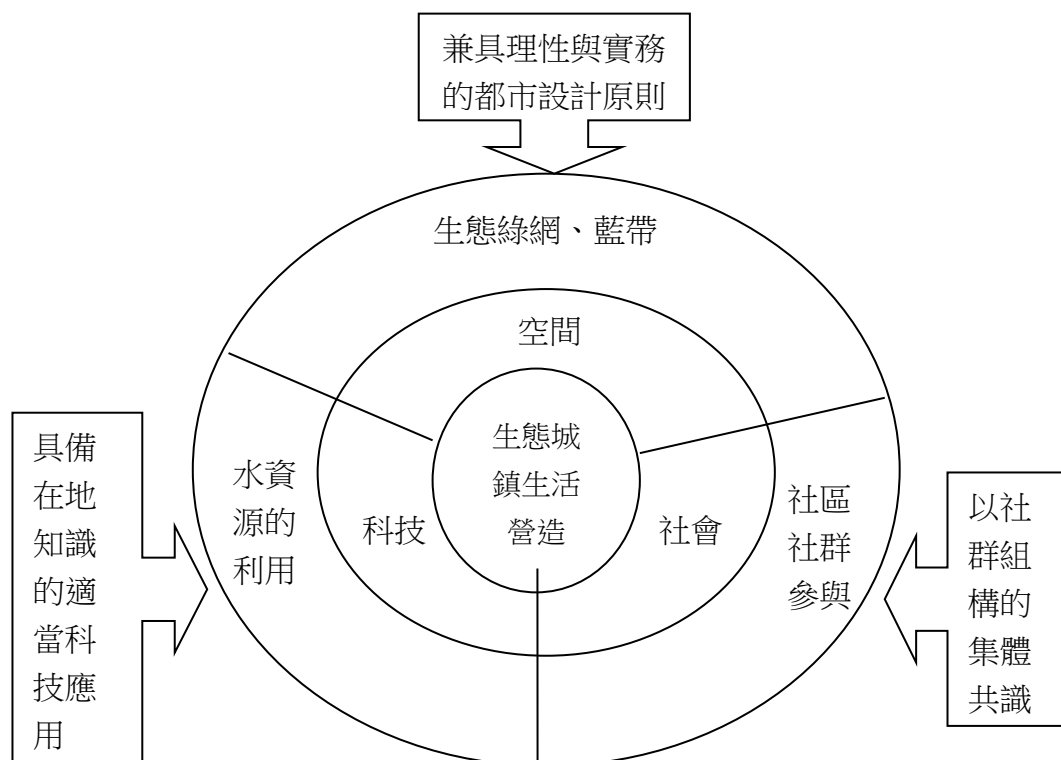 兼具理性與實務
的都市設計原則
生態綠網、藍帶
空間
生態城
鎮生活
營造
水資
源的
利用
科技
社會
社區
社群
參與
具備
在地
知識
的適
當科
技應
用
以社
群組
構的
集體
共識